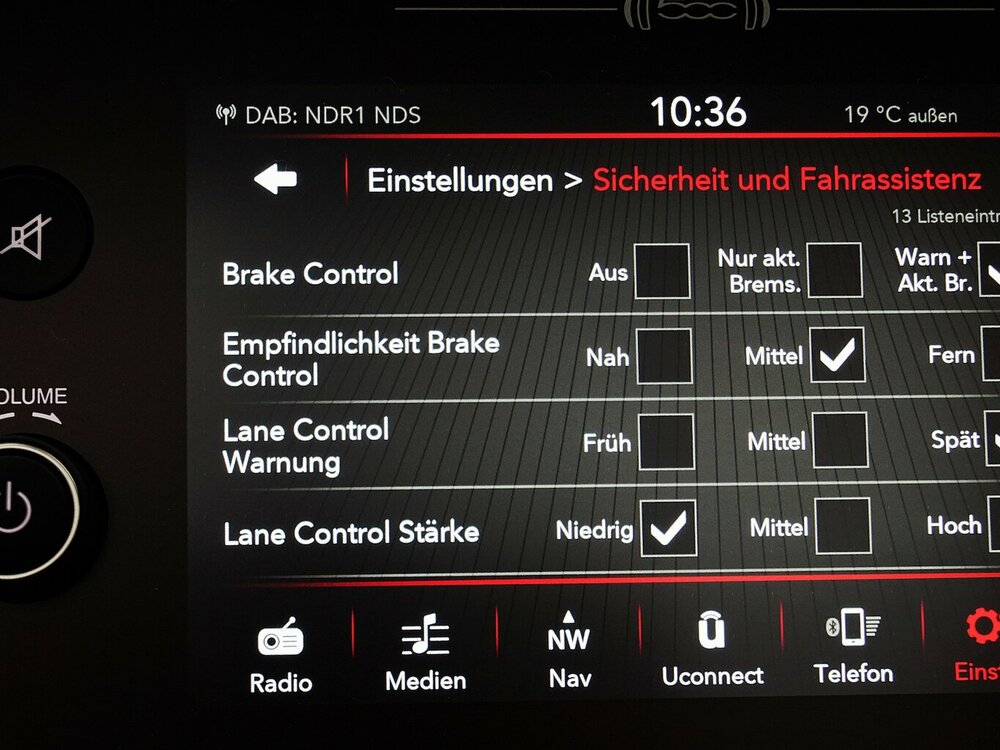 500
DAB: NDR1 NDS 10:36 19 °C außen
Einstellungen > Sicherheit und Fahrassistenz
13
Brake Control Aus Nur akt. Brems. Warn + Akt. Br.
Empfindlichkeit Brake Control Nah Mittel Fern
Lane Control Warnung Früh Mittel Spät
OLUME
Lane Control Stärke Niedrig Mittel Hoch
NW
Radio Medien Nav Uconnect Telefon